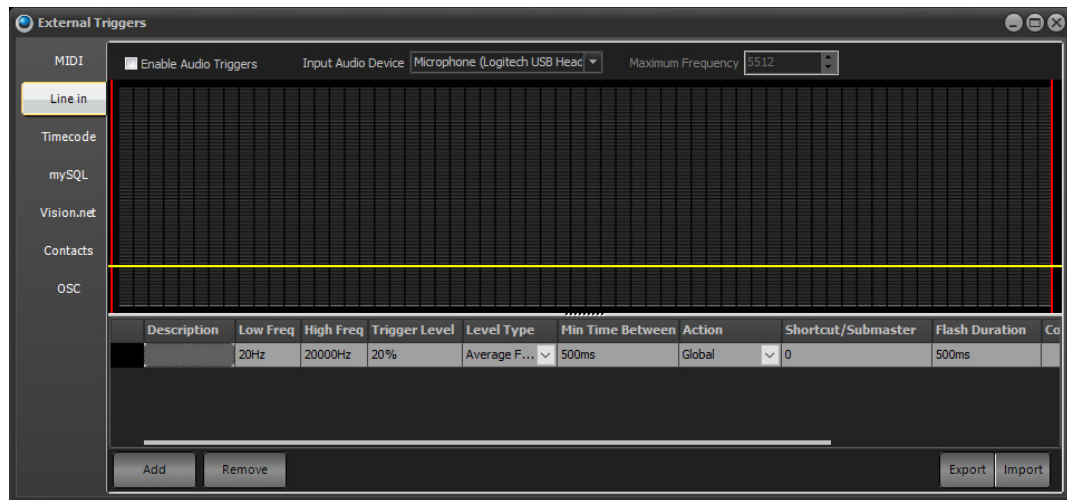 External Triggers
MIDI
Line in
Timecode
mySQL
Vision.net
Contacts
OSC
Enable Audio Triggers Input Audio Device Microphone (Logitech USB Heac Maximum Frequency 5512
Description Low Freq High Freq Trigger Level Level Type Min Time Between Action Shortcut/Submaster Flash Duration Co
20Hz 20000Hz 20% Average F... 500ms Global 0 500ms
Add Remove Export Import